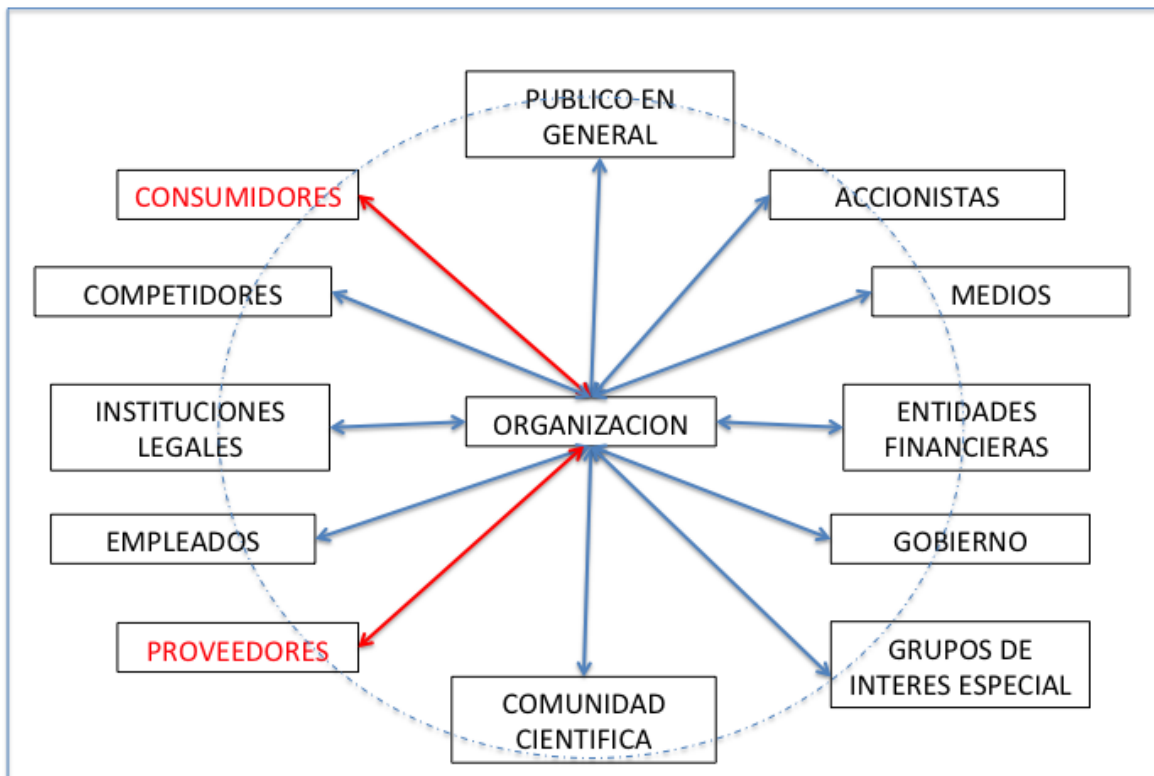 PUBLICO EN
GENERAL
CONSUMIDORES
ACCIONISTAS
COMPETIDORES
MEDIOS
INSTITUCIONES
LEGALES
ORGANIZACION
ENTIDADES
FINANCIERAS
EMPLEADOS
GOBIERNO
PROVEEDORES
GRUPOS DE
INTERES ESPECIAL
COMUNIDAD
CIENTIFICA